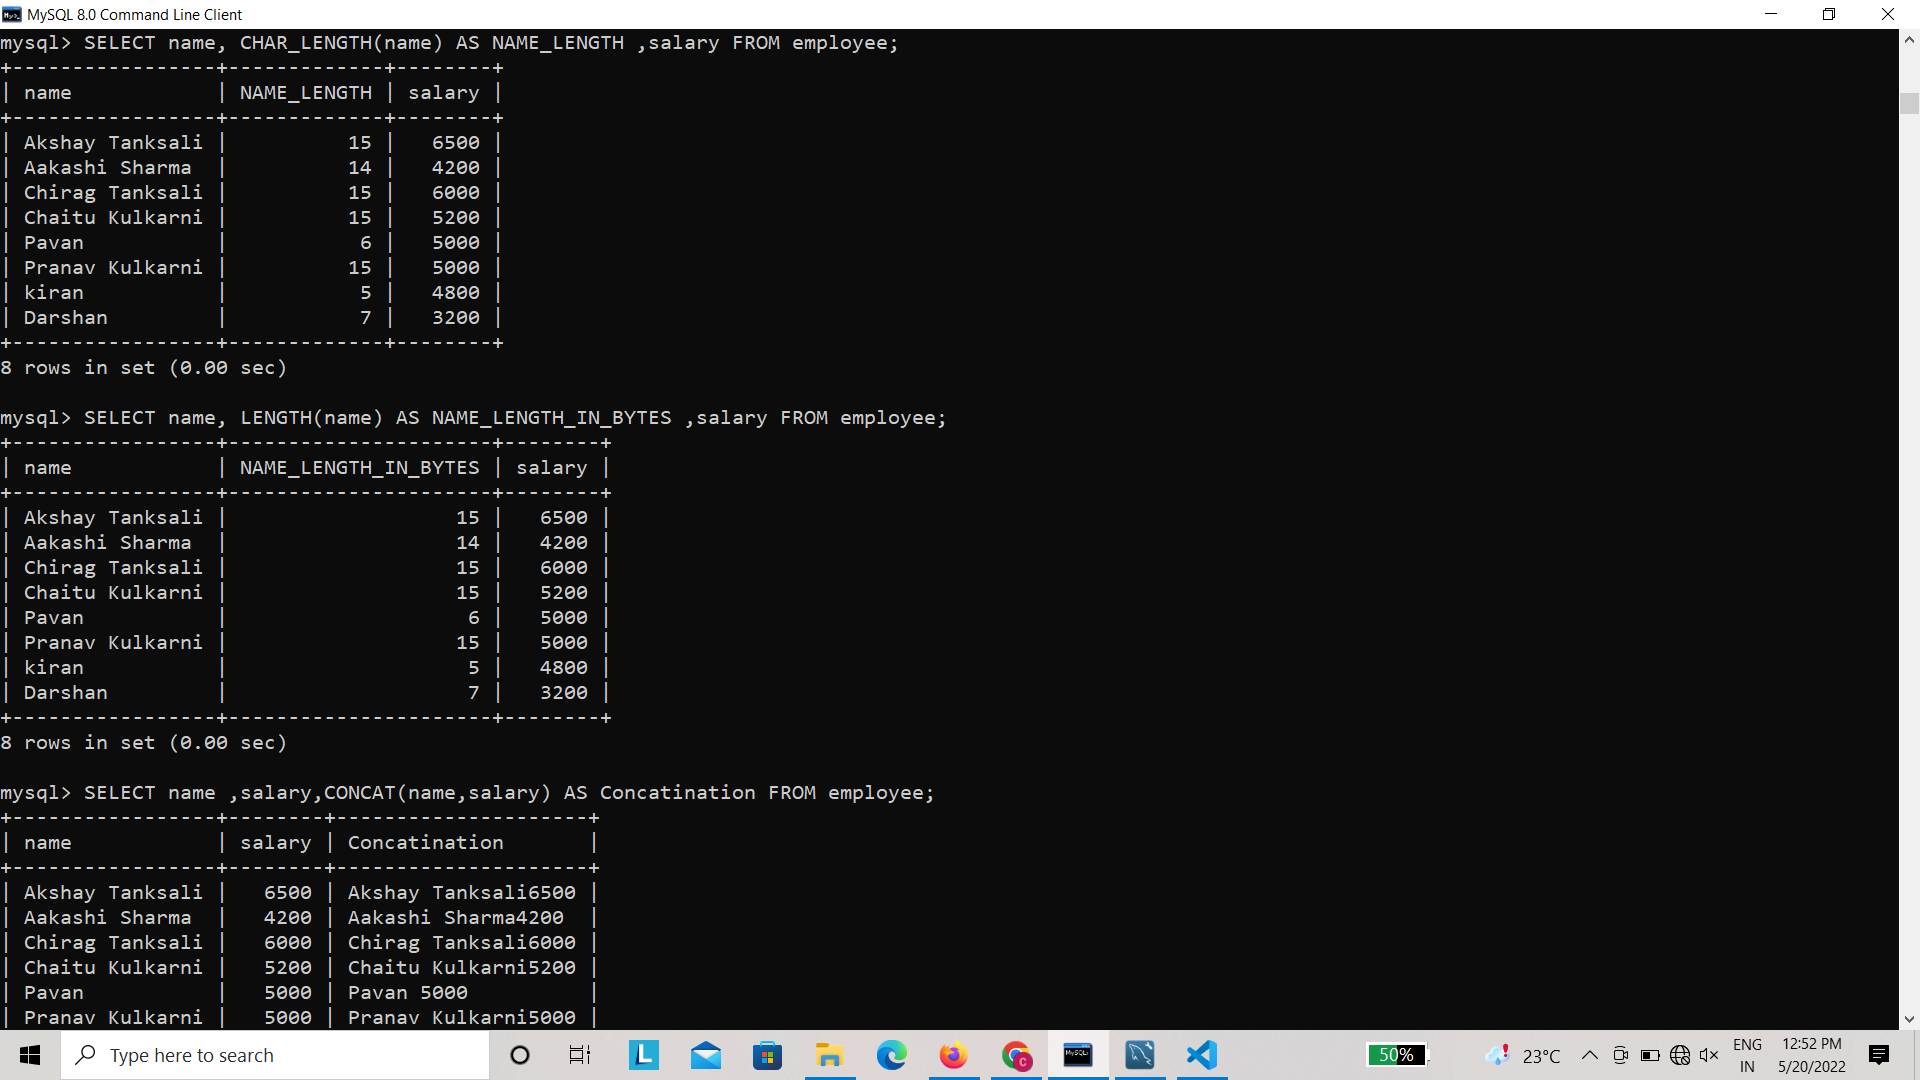 MySQL 8.0 Command Line Client
mysql> SELECT name, CHAR_LENGTH(name) AS NAME_LENGTH ,salary FROM employee;
+-----------------+-------------+--------+
| name            | NAME_LENGTH | salary |
+-----------------+-------------+--------+
| Akshay Tanksali |          15 |   6500 |
| Aakashi Sharma  |          14 |   4200 |
| Chirag Tanksali |          15 |   6000 |
| Chaitu Kulkarni |          15 |   5200 |
| Pavan           |           6 |   5000 |
| Pranav Kulkarni |          15 |   5000 |
| kiran           |           5 |   4800 |
| Darshan         |           7 |   3200 |
+-----------------+-------------+--------+
8 rows in set (0.00 sec)
mysql> SELECT name, LENGTH(name) AS NAME_LENGTH_IN_BYTES ,salary FROM employee;
+-----------------+----------------------+--------+
| name            | NAME_LENGTH_IN_BYTES | salary |
+-----------------+----------------------+--------+
| Akshay Tanksali |                   15 |   6500 |
| Aakashi Sharma  |                   14 |   4200 |
| Chirag Tanksali |                   15 |   6000 |
| Chaitu Kulkarni |                   15 |   5200 |
| Pavan           |                    6 |   5000 |
| Pranav Kulkarni |                   15 |   5000 |
| kiran           |                    5 |   4800 |
| Darshan         |                    7 |   3200 |
+-----------------+----------------------+--------+
8 rows in set (0.00 sec)
mysql> SELECT name ,salary,CONCAT(name,salary) AS Concatination FROM employee;
+-----------------+--------+---------------------+
| name            | salary | Concatination       |
+-----------------+--------+---------------------+
| Akshay Tanksali |   6500 | Akshay Tanksali6500 |
| Aakashi Sharma  |   4200 | Aakashi Sharma4200  |
| Chirag Tanksali |   6000 | Chirag Tanksali6000 |
| Chaitu Kulkarni |   5200 | Chaitu Kulkarni5200 |
| Pavan           |   5000 | Pavan 5000          |
| Pranav Kulkarni |   5000 | Pranav Kulkarni5000 |
Type here to search
L
C
MySQL
50%
23°C
ENG
IN
12:52 PM
5/20/2022